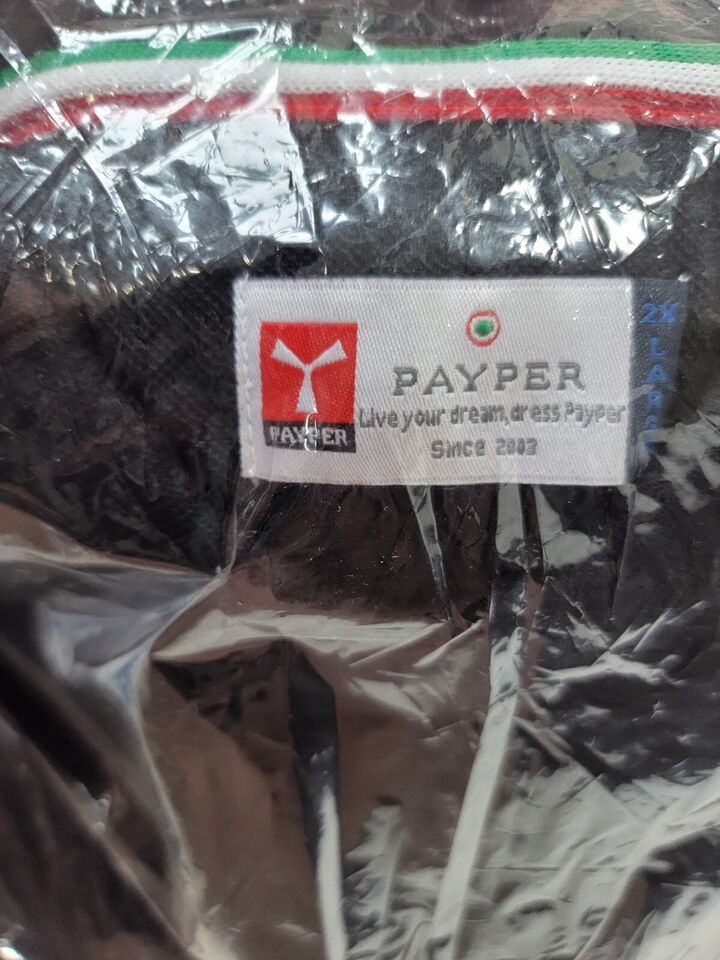 PAYPER
PAYPER
Live your dream, dress Payper
Since 2003
2X LARGE